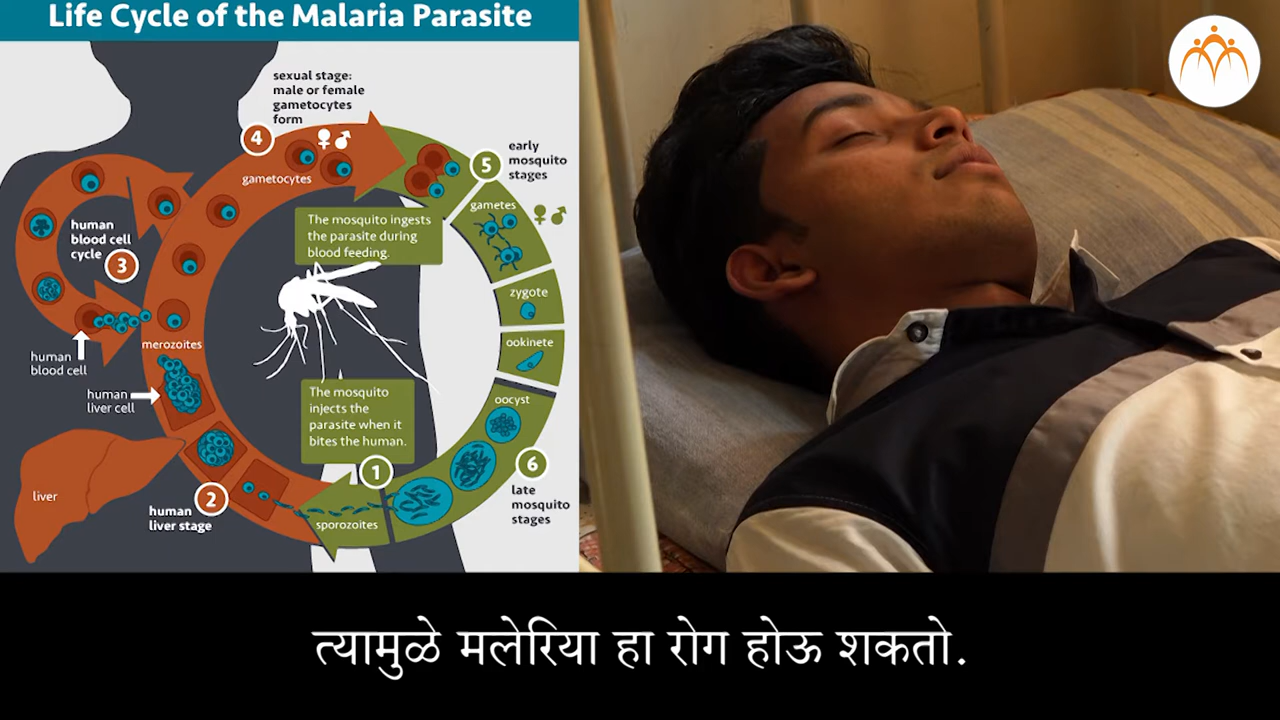 Life Cycle of the Malaria Parasite
sexual stage:
male or female
gametocytes
form
4
gametocytes
5
early
mosquito
stages
gametes
The mosquito ingests
the parasite during
blood feeding.
human
blood cell
cycle
3
zygote
merozoites
ookinete
human
blood cell
human
liver cell
The mosquito
injects the
parasite when it
bites the human.
oocyst
1
6
late
mosquito
stages
liver
2
human
liver stage
sporozoites
त्यामुळे मलेरिया हा रोग होऊ शकतो.